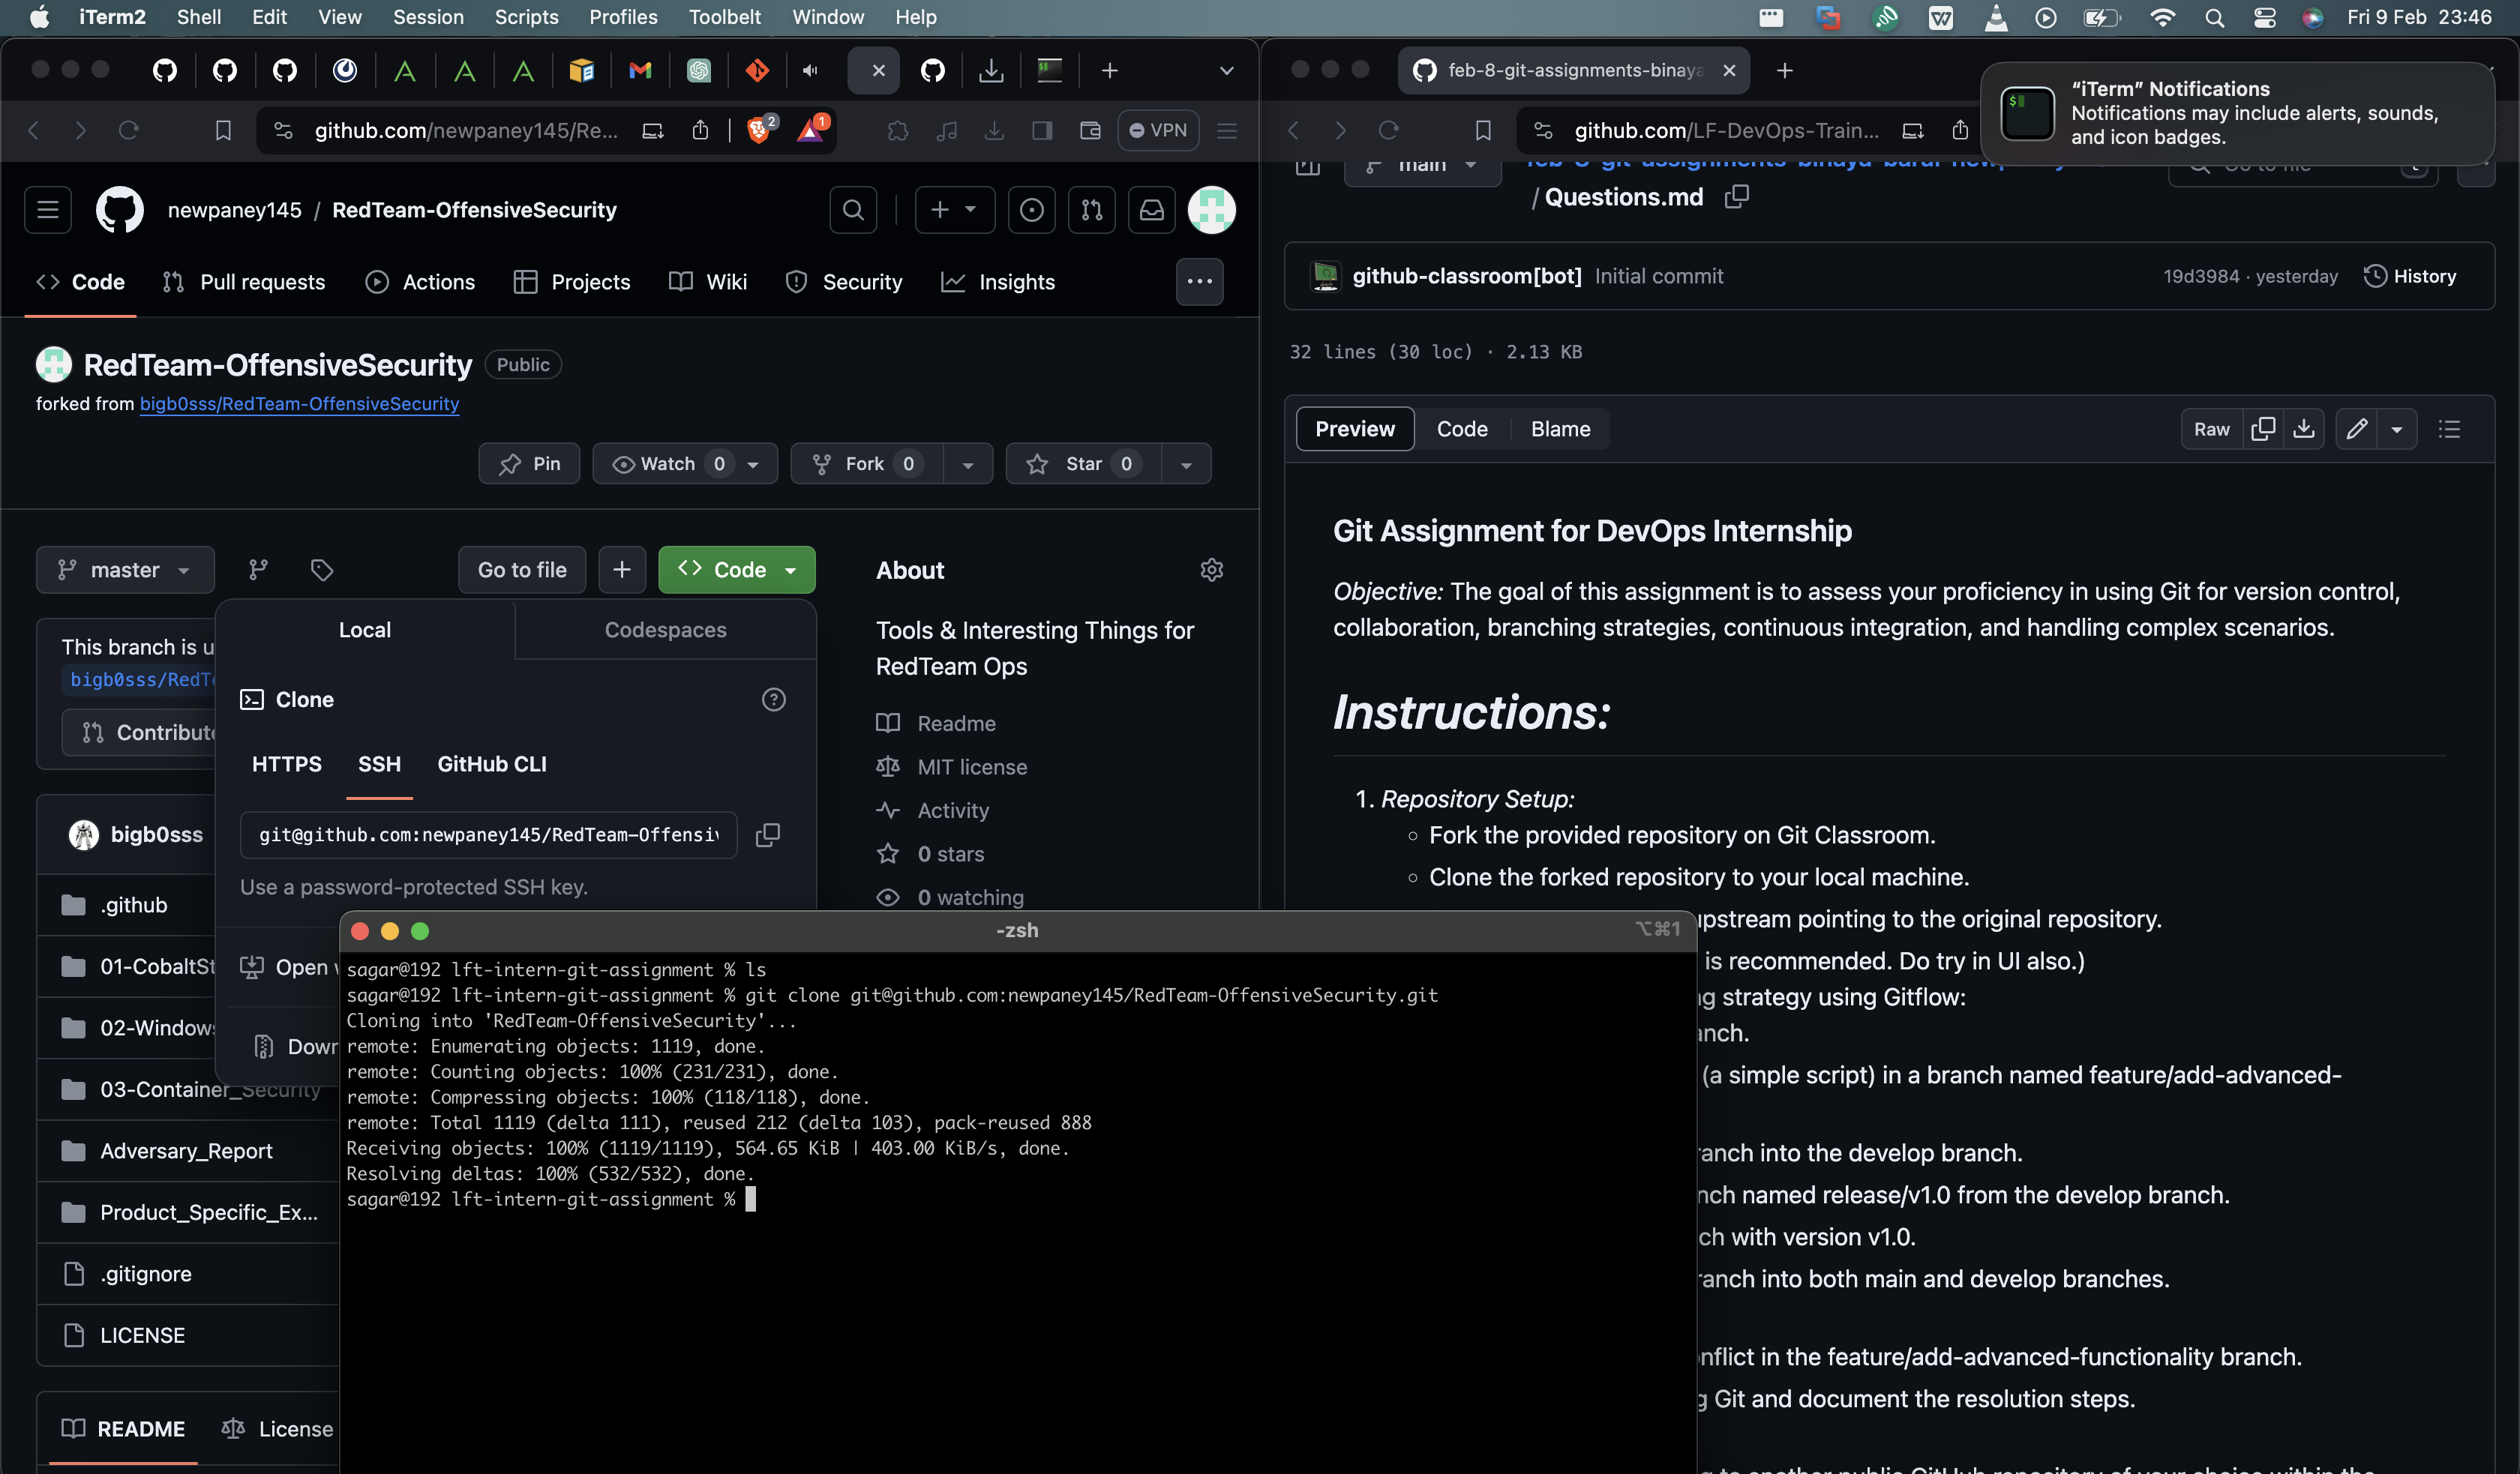 iTerm2 Shell Edit View Session Scripts Profiles Toolbelt Window Help
Fri 9 Feb 23:46
github.com/newpaney145/Re...
2
1
VPN
newpaney145 / RedTeam-OffensiveSecurity
Code
Pull requests
Actions
Projects
Wiki
Security
Insights
RedTeam-OffensiveSecurity Public
forked from bigb0sss/RedTeam-OffensiveSecurity
Pin
Watch 0
Fork 0
Star 0
master
Go to file
Code
This branch is u
bigb0sss/RedTe
Contribute
Local
Codespaces
Clone
HTTPS SSH GitHub CLI
git@github.com:newpaney145/RedTeam-Offensiv
Use a password-protected SSH key.
Open
Down
bigb0sss
.github
01-CobaltSt
02-Windows
03-Container_Security
Adversary_Report
Product_Specific_Ex...
.gitignore
LICENSE
README
License
About
Tools & Interesting Things for
RedTeam Ops
Readme
MIT license
Activity
0 stars
0 watching
-zsh
⌥⌘1
sagar@192 lft-intern-git-assignment % ls
sagar@192 lft-intern-git-assignment % git clone git@github.com:newpaney145/RedTeam-OffensiveSecurity.git
Cloning into 'RedTeam-OffensiveSecurity'...
remote: Enumerating objects: 1119, done.
remote: Counting objects: 100% (231/231), done.
remote: Compressing objects: 100% (118/118), done.
remote: Total 1119 (delta 111), reused 212 (delta 103), pack-reused 888
Receiving objects: 100% (1119/1119), 564.65 KiB | 403.00 KiB/s, done.
Resolving deltas: 100% (532/532), done.
sagar@192 lft-intern-git-assignment %
feb-8-git-assignments-binaya
github.com/LF-DevOps-Train...
“iTerm” Notifications
Notifications may include alerts, sounds,
and icon badges.
main
/ Questions.md
github-classroom[bot] Initial commit
19d3984 · yesterday
History
32 lines (30 loc) · 2.13 KB
Preview
Code
Blame
Raw
Git Assignment for DevOps Internship
Objective: The goal of this assignment is to assess your proficiency in using Git for version control,
collaboration, branching strategies, continuous integration, and handling complex scenarios.
Instructions:
1. Repository Setup:
Fork the provided repository on Git Classroom.
Clone the forked repository to your local machine.
upstream pointing to the original repository.
is recommended. Do try in UI also.)
g strategy using Gitflow:
anch.
(a simple script) in a branch named feature/add-advanced-
ranch into the develop branch.
nch named release/v1.0 from the develop branch.
ch with version v1.0.
ranch into both main and develop branches.
nflict in the feature/add-advanced-functionality branch.
g Git and document the resolution steps.